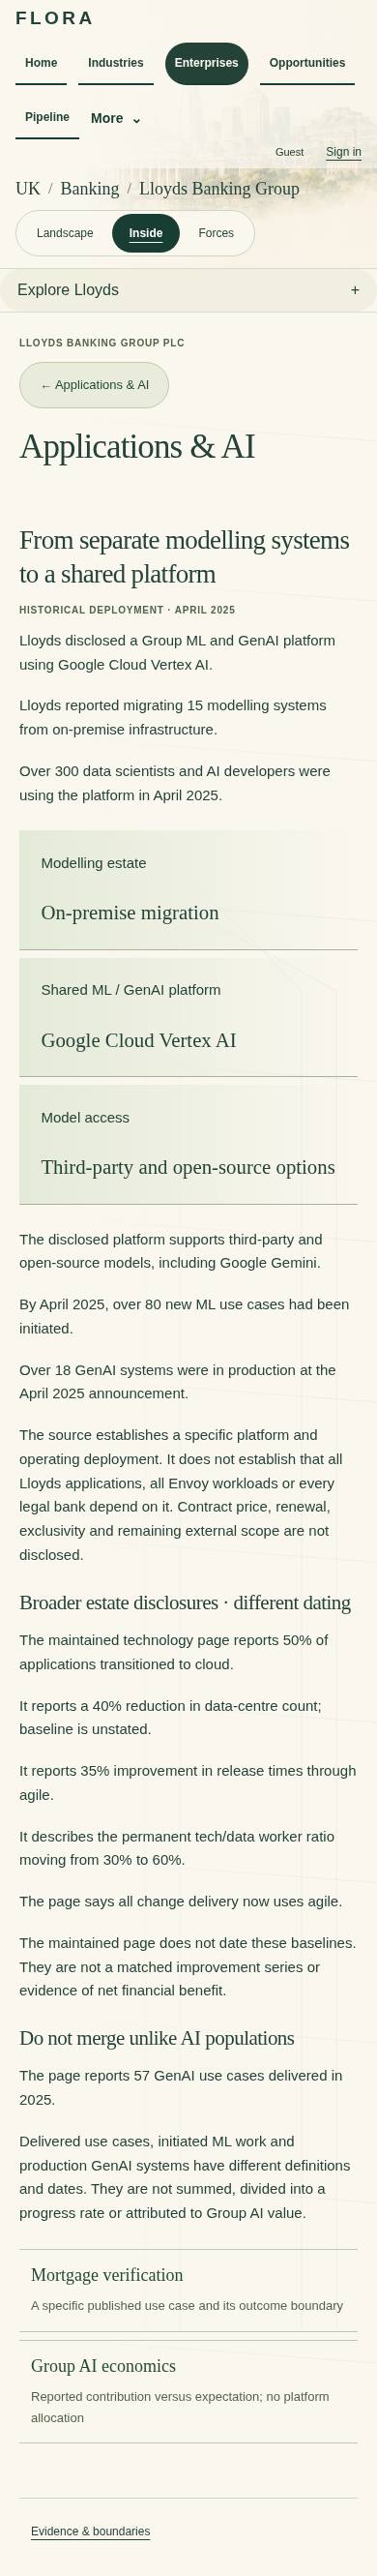 FLORA
Home Industries Enterprises Opportunities
Pipeline More ⌄
Guest Sign in
UK / Banking / Lloyds Banking Group
Landscape Inside Forces
Explore Lloyds +
LLOYDS BANKING GROUP PLC
← Applications & AI
Applications & AI
From separate modelling systems
to a shared platform
HISTORICAL DEPLOYMENT · APRIL 2025
Lloyds disclosed a Group ML and GenAI platform
using Google Cloud Vertex AI.
Lloyds reported migrating 15 modelling systems
from on-premise infrastructure.
Over 300 data scientists and AI developers were
using the platform in April 2025.
Modelling estate
On-premise migration
Shared ML / GenAI platform
Google Cloud Vertex AI
Model access
Third-party and open-source options
The disclosed platform supports third-party and
open-source models, including Google Gemini.
By April 2025, over 80 new ML use cases had been
initiated.
Over 18 GenAI systems were in production at the
April 2025 announcement.
The source establishes a specific platform and
operating deployment. It does not establish that all
Lloyds applications, all Envoy workloads or every
legal bank depend on it. Contract price, renewal,
exclusivity and remaining external scope are not
disclosed.
Broader estate disclosures · different dating
The maintained technology page reports 50% of
applications transitioned to cloud.
It reports a 40% reduction in data-centre count;
baseline is unstated.
It reports 35% improvement in release times through
agile.
It describes the permanent tech/data worker ratio
moving from 30% to 60%.
The page says all change delivery now uses agile.
The maintained page does not date these baselines.
They are not a matched improvement series or
evidence of net financial benefit.
Do not merge unlike AI populations
The page reports 57 GenAI use cases delivered in
2025.
Delivered use cases, initiated ML work and
production GenAI systems have different definitions
and dates. They are not summed, divided into a
progress rate or attributed to Group AI value.
Mortgage verification
A specific published use case and its outcome boundary
Group AI economics
Reported contribution versus expectation; no platform
allocation
Evidence & boundaries